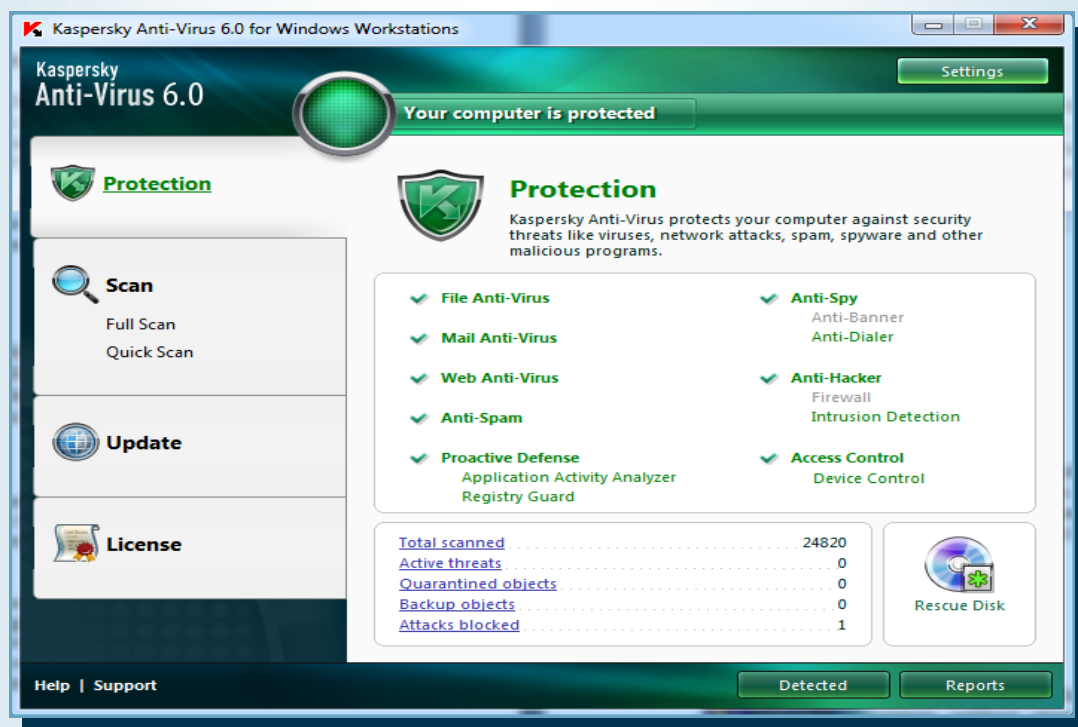 Kaspersky Anti-Virus 6.0 for Windows Workstations
Kaspersky
Anti-Virus 6.0
Settings
Your computer is protected
Protection
Scan
Full Scan
Quick Scan
Update
License
Protection
Kaspersky Anti-Virus protects your computer against security
threats like viruses, network attacks, spam, spyware and other
malicious programs.
File Anti-Virus
Mail Anti-Virus
Web Anti-Virus
Anti-Spam
Proactive Defense
Application Activity Analyzer
Registry Guard
Anti-Spy
Anti-Banner
Anti-Dialer
Anti-Hacker
Firewall
Intrusion Detection
Access Control
Device Control
Total scanned 24820
Active threats 0
Quarantined objects 0
Backup objects 0
Attacks blocked 1
Rescue Disk
Help | Support
Detected
Reports